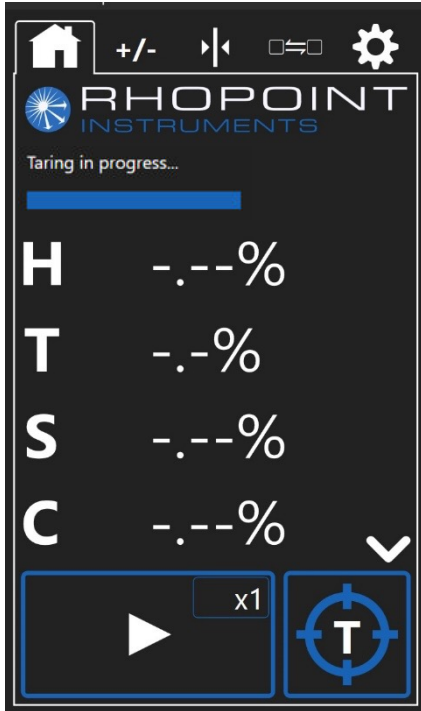 +/-
RHOPOINT
INSTRUMENTS
Taring in progress...
H -.--%
T -.-%
S -.--%
C -.--%
x1
T